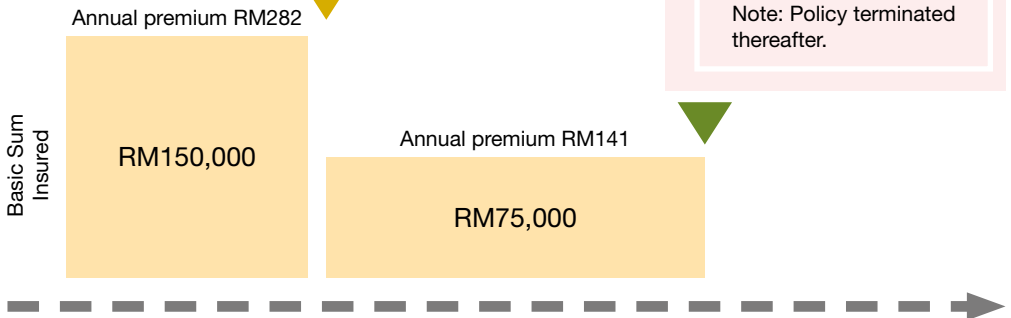 Annual premium RM282
Note: Policy terminated
thereafter.
Basic Sum
Insured
RM150,000
Annual premium RM141
RM75,000